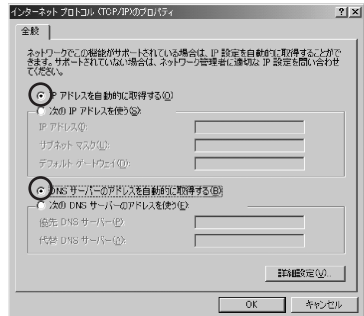 インターネット プロトコル (TCP/IP)のプロパティ
全般
ネットワークでこの機能がサポートされている場合は、IP 設定を自動的に取得することがで
きます。サポートされていない場合は、ネットワーク管理者に適切な IP 設定を問い合わせ
てください。
IP アドレスを自動的に取得する(O)
次の IP アドレスを使う(S):
IP アドレス(I):
サブネット マスク(U):
デフォルト ゲートウェイ(D):
DNS サーバーのアドレスを自動的に取得する(B)
次の DNS サーバーのアドレスを使う(E):
優先 DNS サーバー(P)
代替 DNS サーバー(A):
詳細設定(V)...
OK
キャンセル